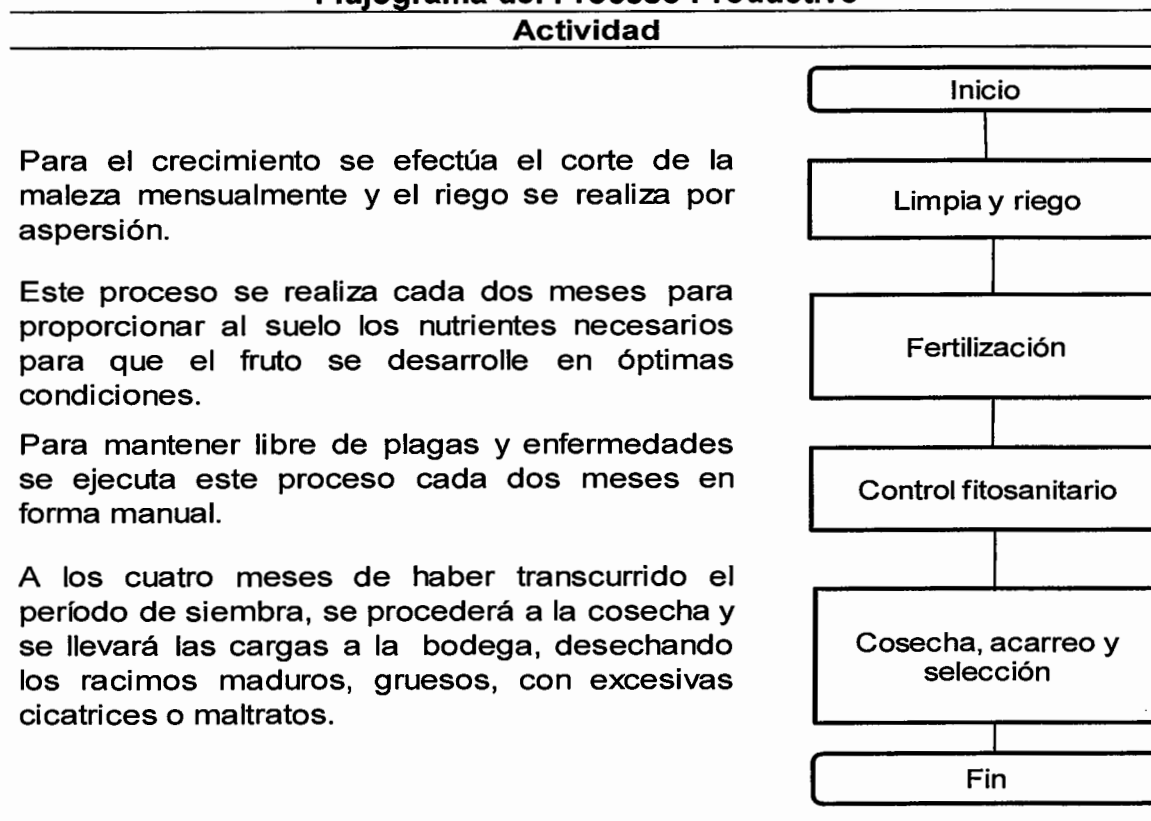 Flujograma del Proceso Productivo
Actividad
Inicio
Para el crecimiento se efectúa el corte de la
maleza mensualmente y el riego se realiza por
aspersión.
Limpia y riego
Este proceso se realiza cada dos meses para
proporcionar al suelo los nutrientes necesarios
para que el fruto se desarrolle en óptimas
condiciones.
Fertilización
Para mantener libre de plagas y enfermedades
se ejecuta este proceso cada dos meses en
forma manual.
Control fitosanitario
A los cuatro meses de haber transcurrido el
período de siembra, se procederá a la cosecha y
se llevará las cargas a la bodega, desechando
los racimos maduros, gruesos, con excesivas
cicatrices o maltratos.
Cosecha, acarreo y
selección
Fin